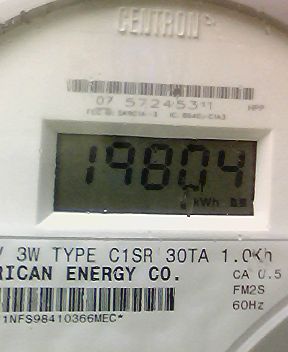 CENTRON
07 572453
HPP
19804
kWh
V 3W TYPE C1SR 30TA 1.0Kh
RICAN ENERGY CO.
CA 0.5
FM2S
60Hz
1NFS98410366MEC*